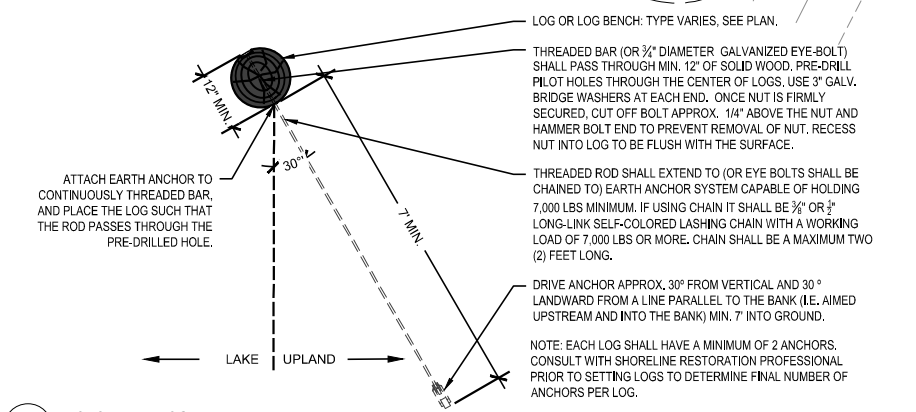 LOG OR LOG BENCH: TYPE VARIES, SEE PLAN.
THREADED BAR (OR ¾" DIAMETER GALVANIZED EYE-BOLT)
SHALL PASS THROUGH MIN. 12" OF SOLID WOOD. PRE-DRILL
PILOT HOLES THROUGH THE CENTER OF LOGS. USE 3" GALV.
BRIDGE WASHERS AT EACH END. ONCE NUT IS FIRMLY
SECURED, CUT OFF BOLT APPROX. 1/4" ABOVE THE NUT AND
HAMMER BOLT END TO PREVENT REMOVAL OF NUT. RECESS
NUT INTO LOG TO BE FLUSH WITH THE SURFACE.
12" MIN.
30°
7' MIN.
ATTACH EARTH ANCHOR TO
CONTINUOUSLY THREADED BAR,
AND PLACE THE LOG SUCH THAT
THE ROD PASSES THROUGH THE
PRE-DRILLED HOLE.
THREADED ROD SHALL EXTEND TO (OR EYE BOLTS SHALL BE
CHAINED TO) EARTH ANCHOR SYSTEM CAPABLE OF HOLDING
7,000 LBS MINIMUM. IF USING CHAIN IT SHALL BE ⅜" OR ½"
LONG-LINK SELF-COLORED LASHING CHAIN WITH A WORKING
LOAD OF 7,000 LBS OR MORE. CHAIN SHALL BE A MAXIMUM TWO
(2) FEET LONG.
DRIVE ANCHOR APPROX. 30° FROM VERTICAL AND 30 °
LANDWARD FROM A LINE PARALLEL TO THE BANK (I.E. AIMED
UPSTREAM AND INTO THE BANK) MIN. 7' INTO GROUND.
LAKE UPLAND
NOTE: EACH LOG SHALL HAVE A MINIMUM OF 2 ANCHORS.
CONSULT WITH SHORELINE RESTORATION PROFESSIONAL
PRIOR TO SETTING LOGS TO DETERMINE FINAL NUMBER OF
ANCHORS PER LOG.